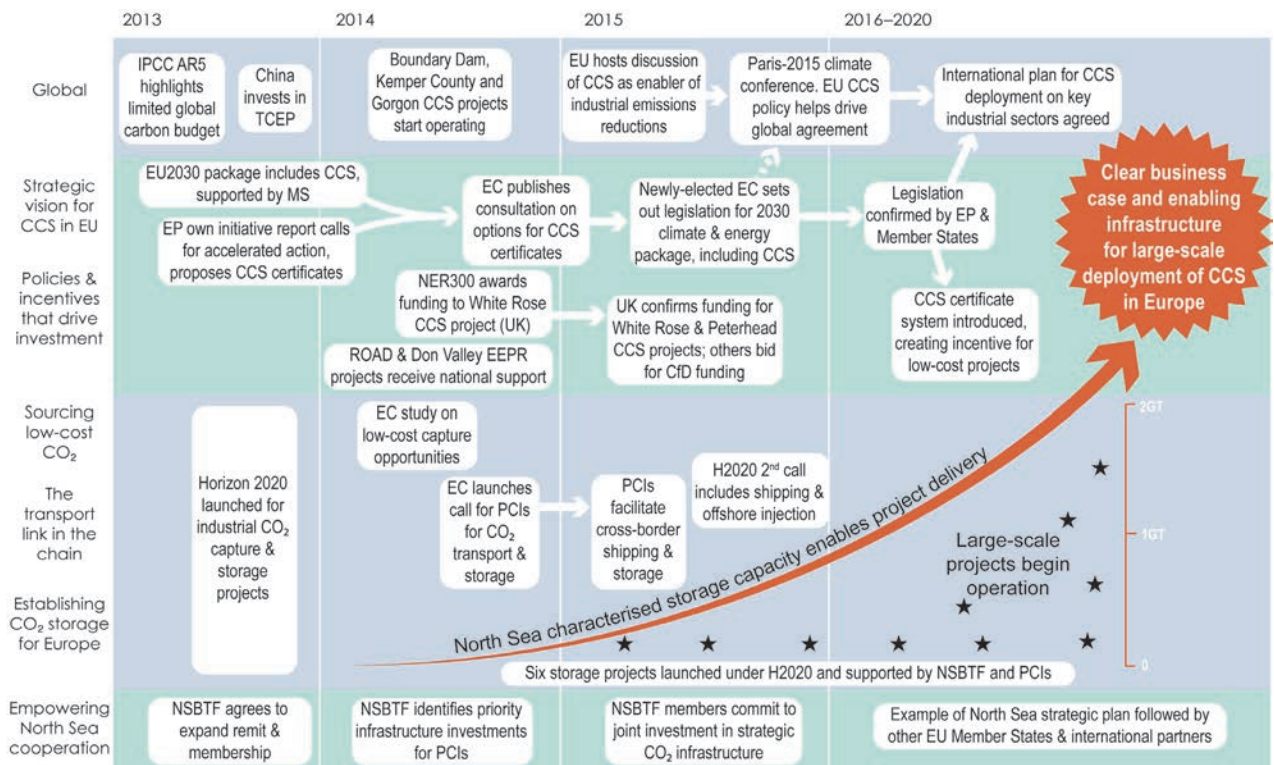 2013
2014
2015
2016–2020
Global
IPCC AR5
highlights
limited global
carbon budget
China
invests in
TCEP
Boundary Dam,
Kemper County and
Gorgon CCS projects
start operating
EU hosts discussion
of CCS as enabler of
industrial emissions
reductions
Paris-2015 climate
conference. EU CCS
policy helps drive
global agreement
International plan for CCS
deployment on key
industrial sectors agreed
Strategic
vision for
CCS in EU
EU2030 package includes CCS,
supported by MS
EP own initiative report calls
for accelerated action,
proposes CCS certificates
EC publishes
consultation on
options for CCS
certificates
Newly-elected EC sets
out legislation for 2030
climate & energy
package, including CCS
Legislation
confirmed by EP &
Member States
Clear business
case and enabling
infrastructure
for large-scale
deployment of CCS
in Europe
Policies &
incentives
that drive
investment
NER300 awards
funding to White Rose
CCS project (UK)
ROAD & Don Valley EEPR
projects receive national support
UK confirms funding for
White Rose & Peterhead
CCS projects; others bid
for CfD funding
CCS certificate
system introduced,
creating incentive for
low-cost projects
Sourcing
low-cost
CO₂
The
transport
link in the
chain
Establishing
CO₂ storage
for Europe
Horizon 2020
launched for
industrial CO₂
capture &
storage
projects
EC study on
low-cost capture
opportunities
EC launches
call for PCIs
for CO₂
transport &
storage
PCIs
facilitate
cross-border
shipping &
storage
H2020 2nd call
includes shipping &
offshore injection
North Sea characterised storage capacity enables project delivery
Large-scale
projects begin
operation
2GT
1GT
0
Six storage projects launched under H2020 and supported by NSBTF and PCIs
Empowering
North Sea
cooperation
NSBTF agrees to
expand remit &
membership
NSBTF identifies priority
infrastructure investments
for PCIs
NSBTF members commit to
joint investment in strategic
CO₂ infrastructure
Example of North Sea strategic plan followed by
other EU Member States & international partners